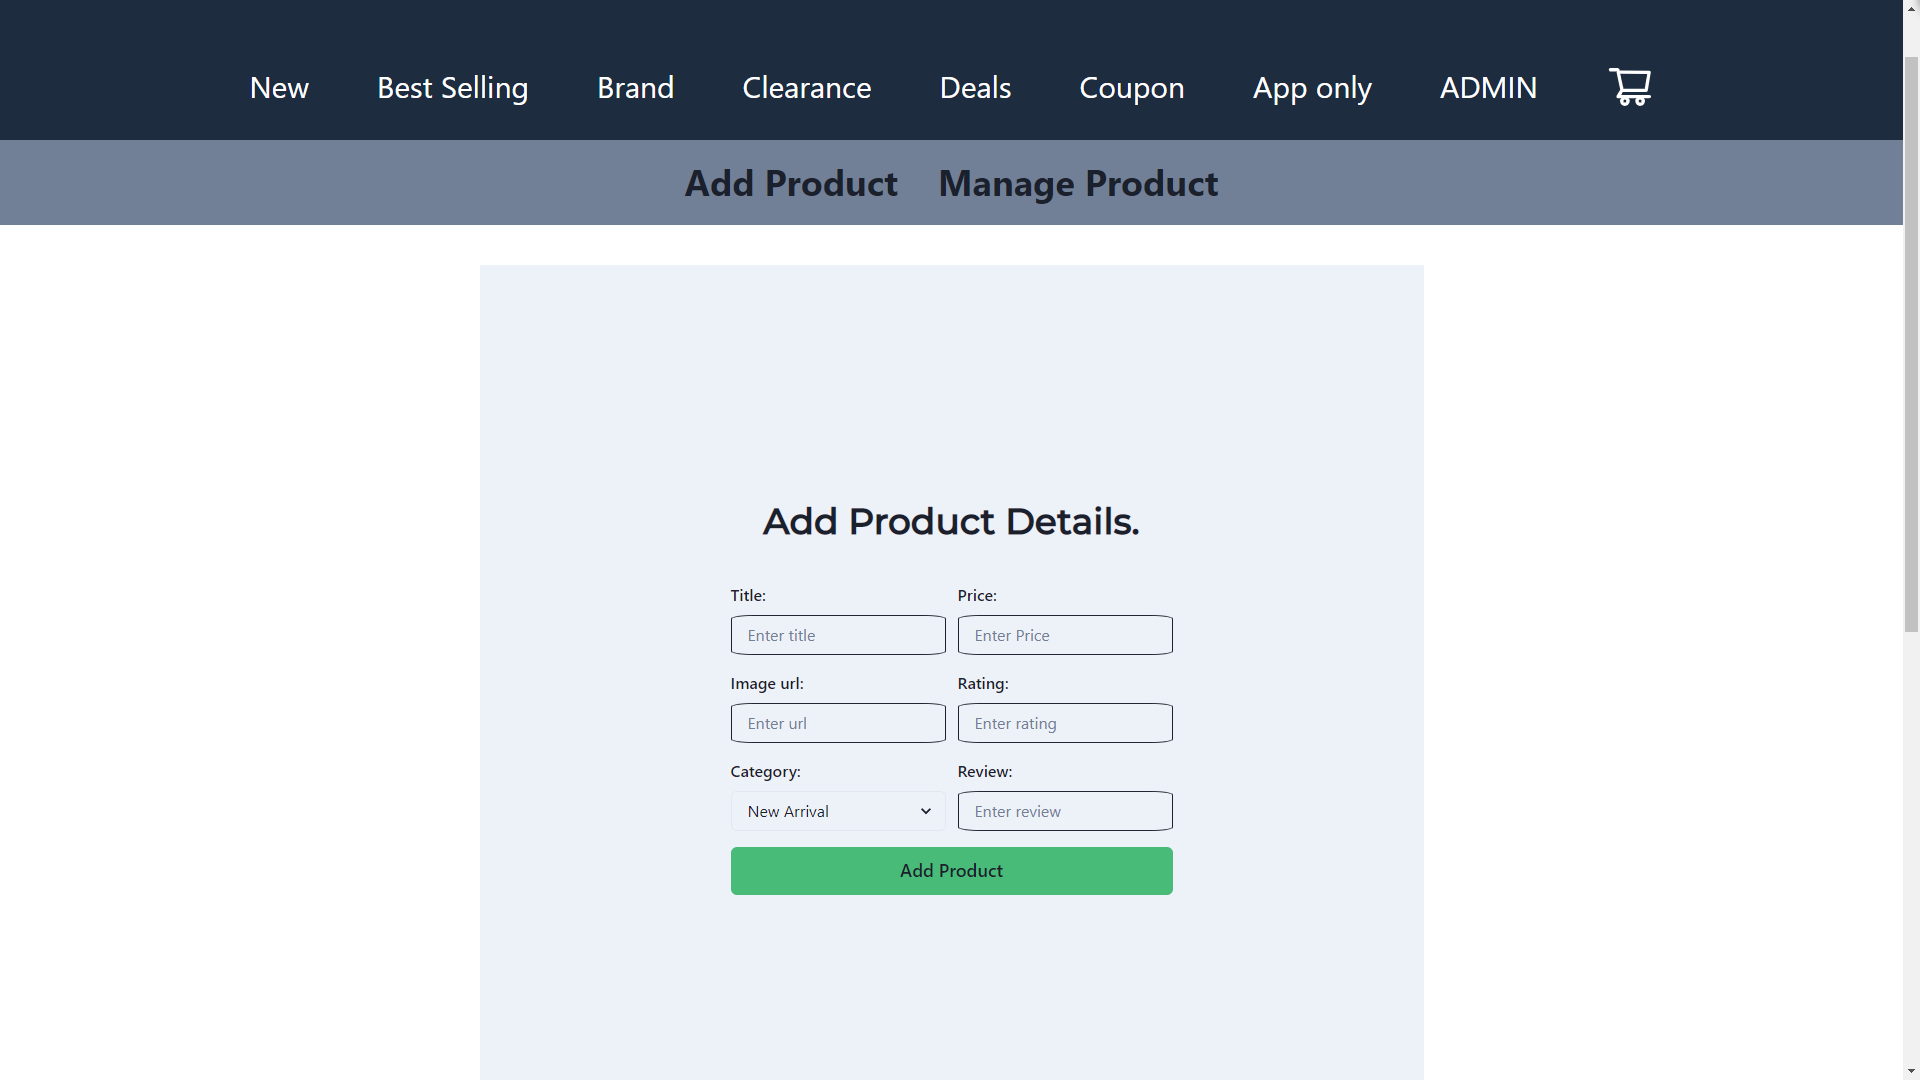 New Best Selling Brand Clearance Deals Coupon App only ADMIN
Add Product Manage Product
Add Product Details.
Title: Price:
Enter title Enter Price
Image url: Rating:
Enter url Enter rating
Category: Review:
New Arrival Enter review
Add Product